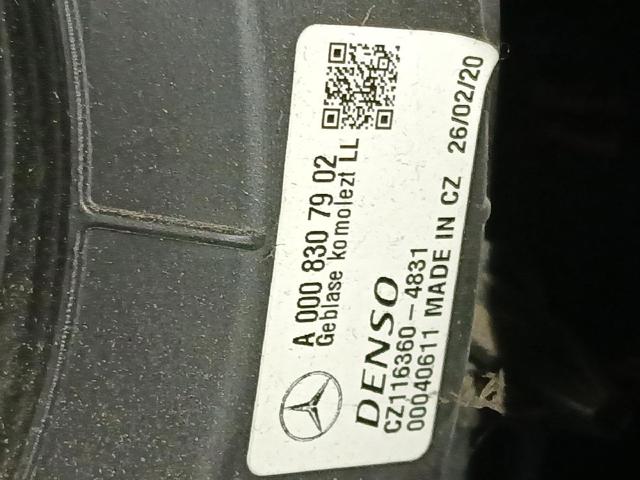 A 000 830 79 02
Geblase komolezt LL
DENSO
CZ116360-4831
00040611 MADE IN CZ 26/02/20